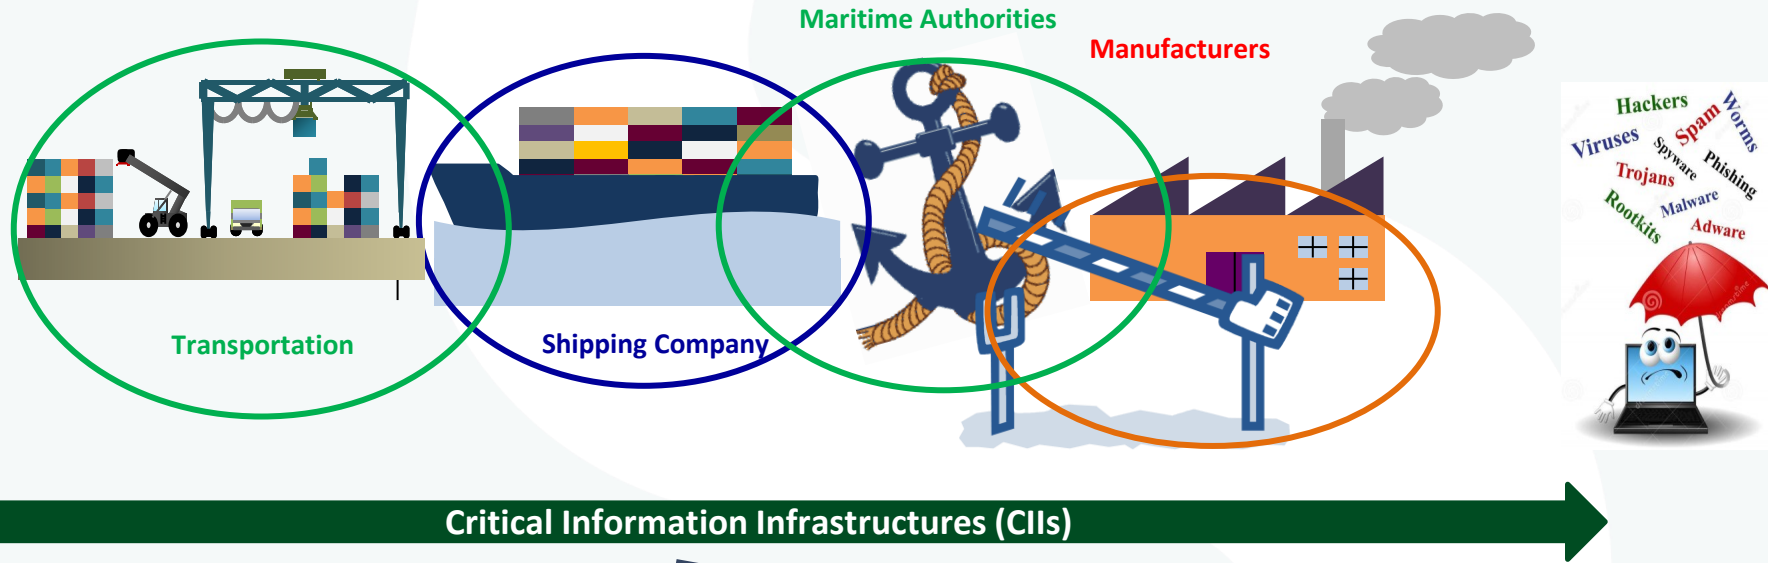 Maritime Authorities
Manufacturers
Transportation
Shipping Company
Hackers
Worms
Spam
Viruses
Spyware
Phishing
Trojans
Rootkits
Malware
Adware
Critical Information Infrastructures (CIIs)